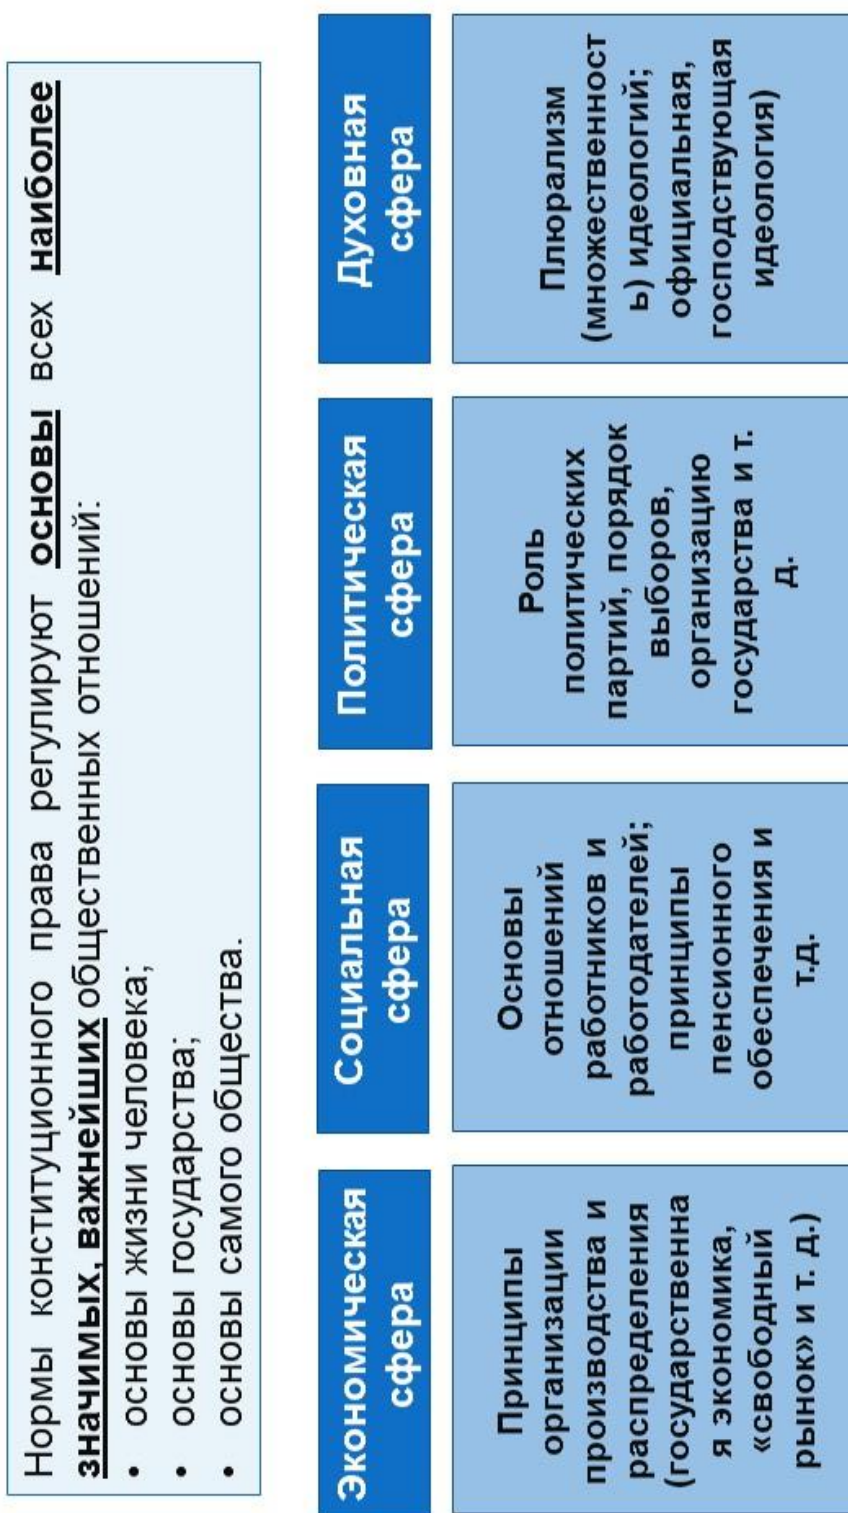 Нормы конституционного права регулируют основы всех наиболее
значимых, важнейших общественных отношений:
• основы жизни человека;
• основы государства;
• основы самого общества.
Экономическая
сфера
Принципы
организации
производства и
распределения
(государственна
я экономика,
«свободный
рынок» и т. д.)
Социальная
сфера
Основы
отношений
работников и
работодателей;
принципы
пенсионного
обеспечения и
т.д.
Политическая
сфера
Роль
политических
партий, порядок
выборов,
организацию
государства и т.
д.
Духовная
сфера
Плюрализм
(множественност
ь) идеологий;
официальная,
господствующая
идеология)